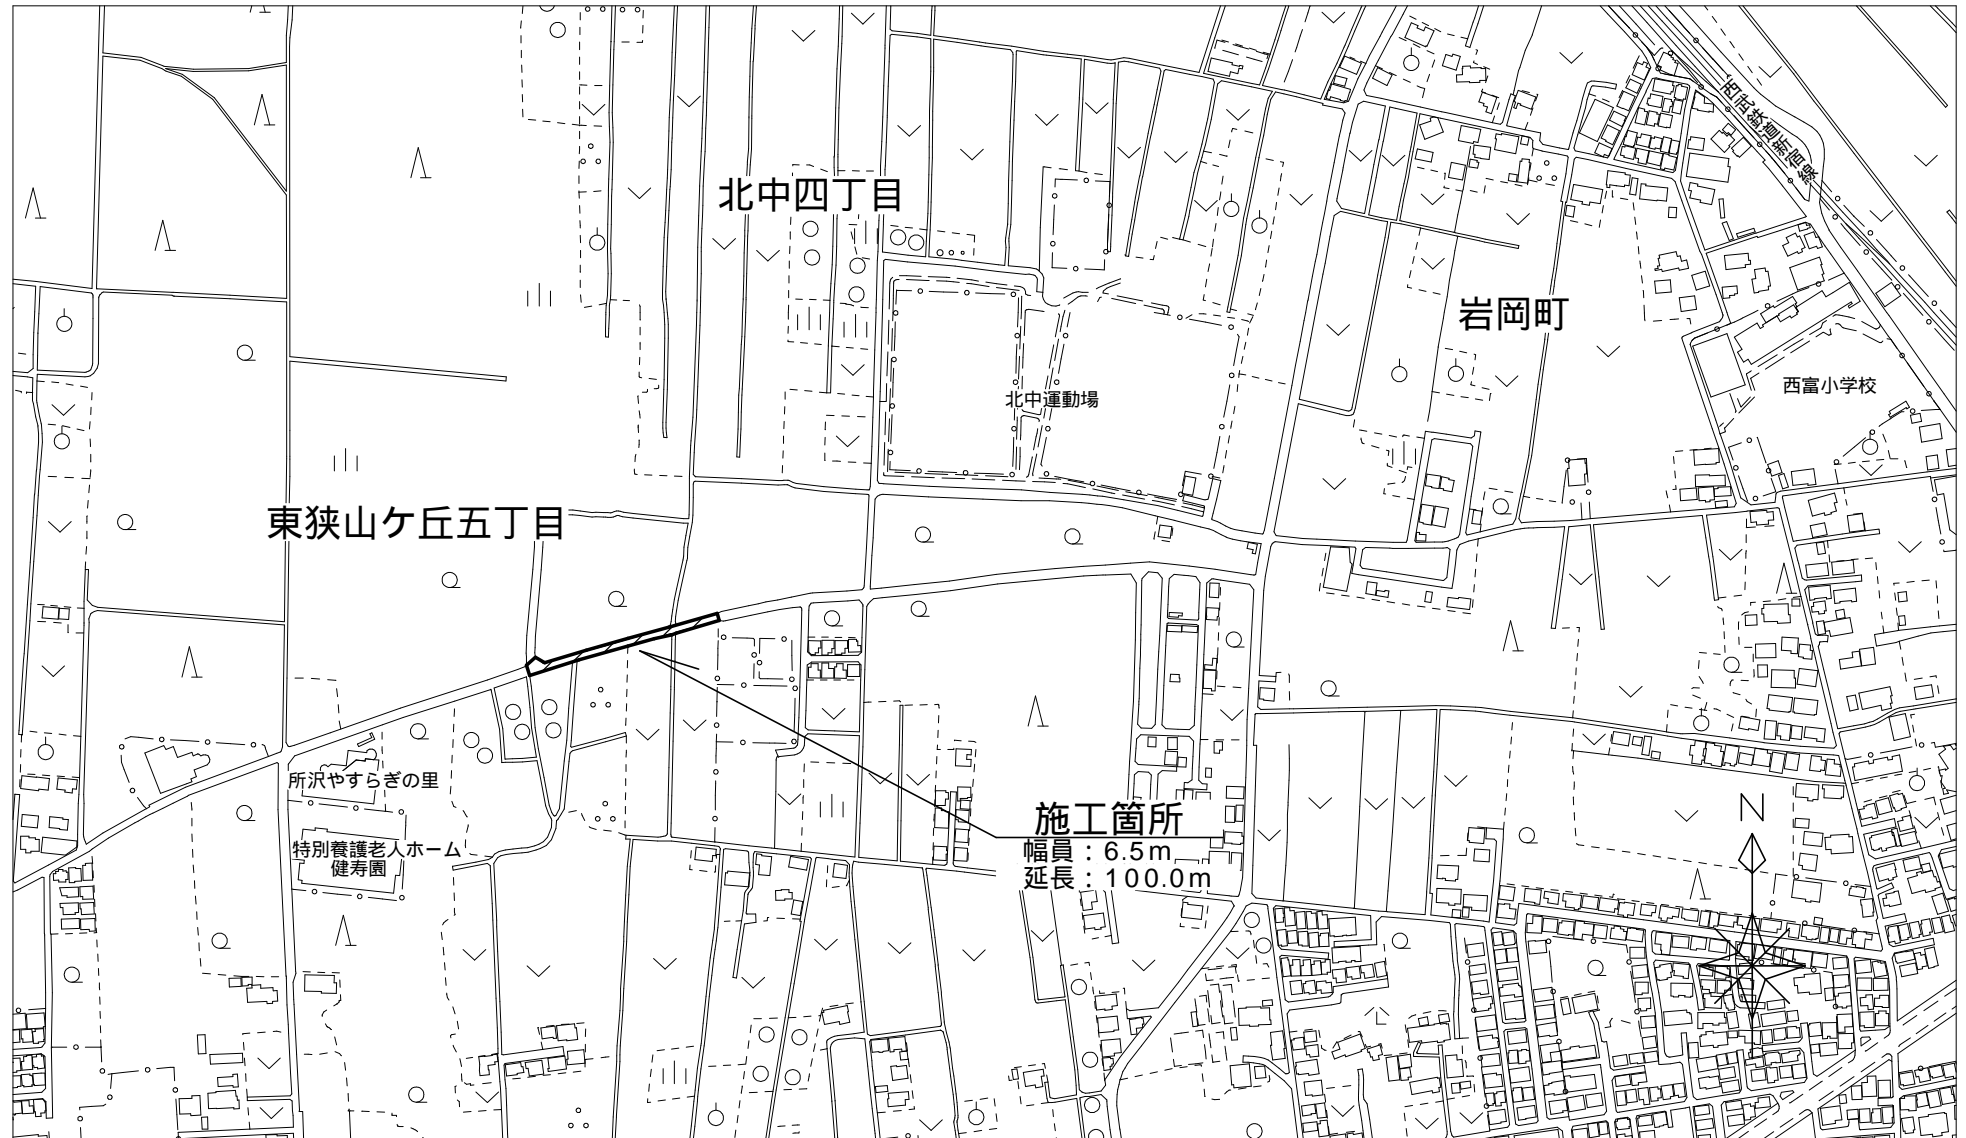 西武鉄道新宿線
北中四丁目
岩岡町
西富小学校
北中運動場
東狭山ケ丘五丁目
所沢やすらぎの里
特別養護老人ホーム
健寿園
施工箇所
幅員：6.5m
延長：100.0m
N